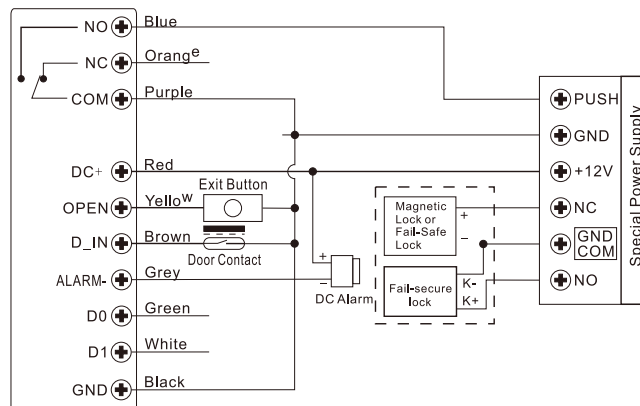 NO Blue
NC Orange
COM Purple
DC+ Red
OPEN Yellow
Exit Button
D_IN Brown
Door Contact
ALARM- Grey
+
−
DC Alarm
D0 Green
D1 White
GND Black
Magnetic
Lock or
Fail-Safe
Lock
+
−
Fail-secure
lock
K-
K+
PUSH
GND
+12V
NC
GND
COM
NO
Special Power Supply